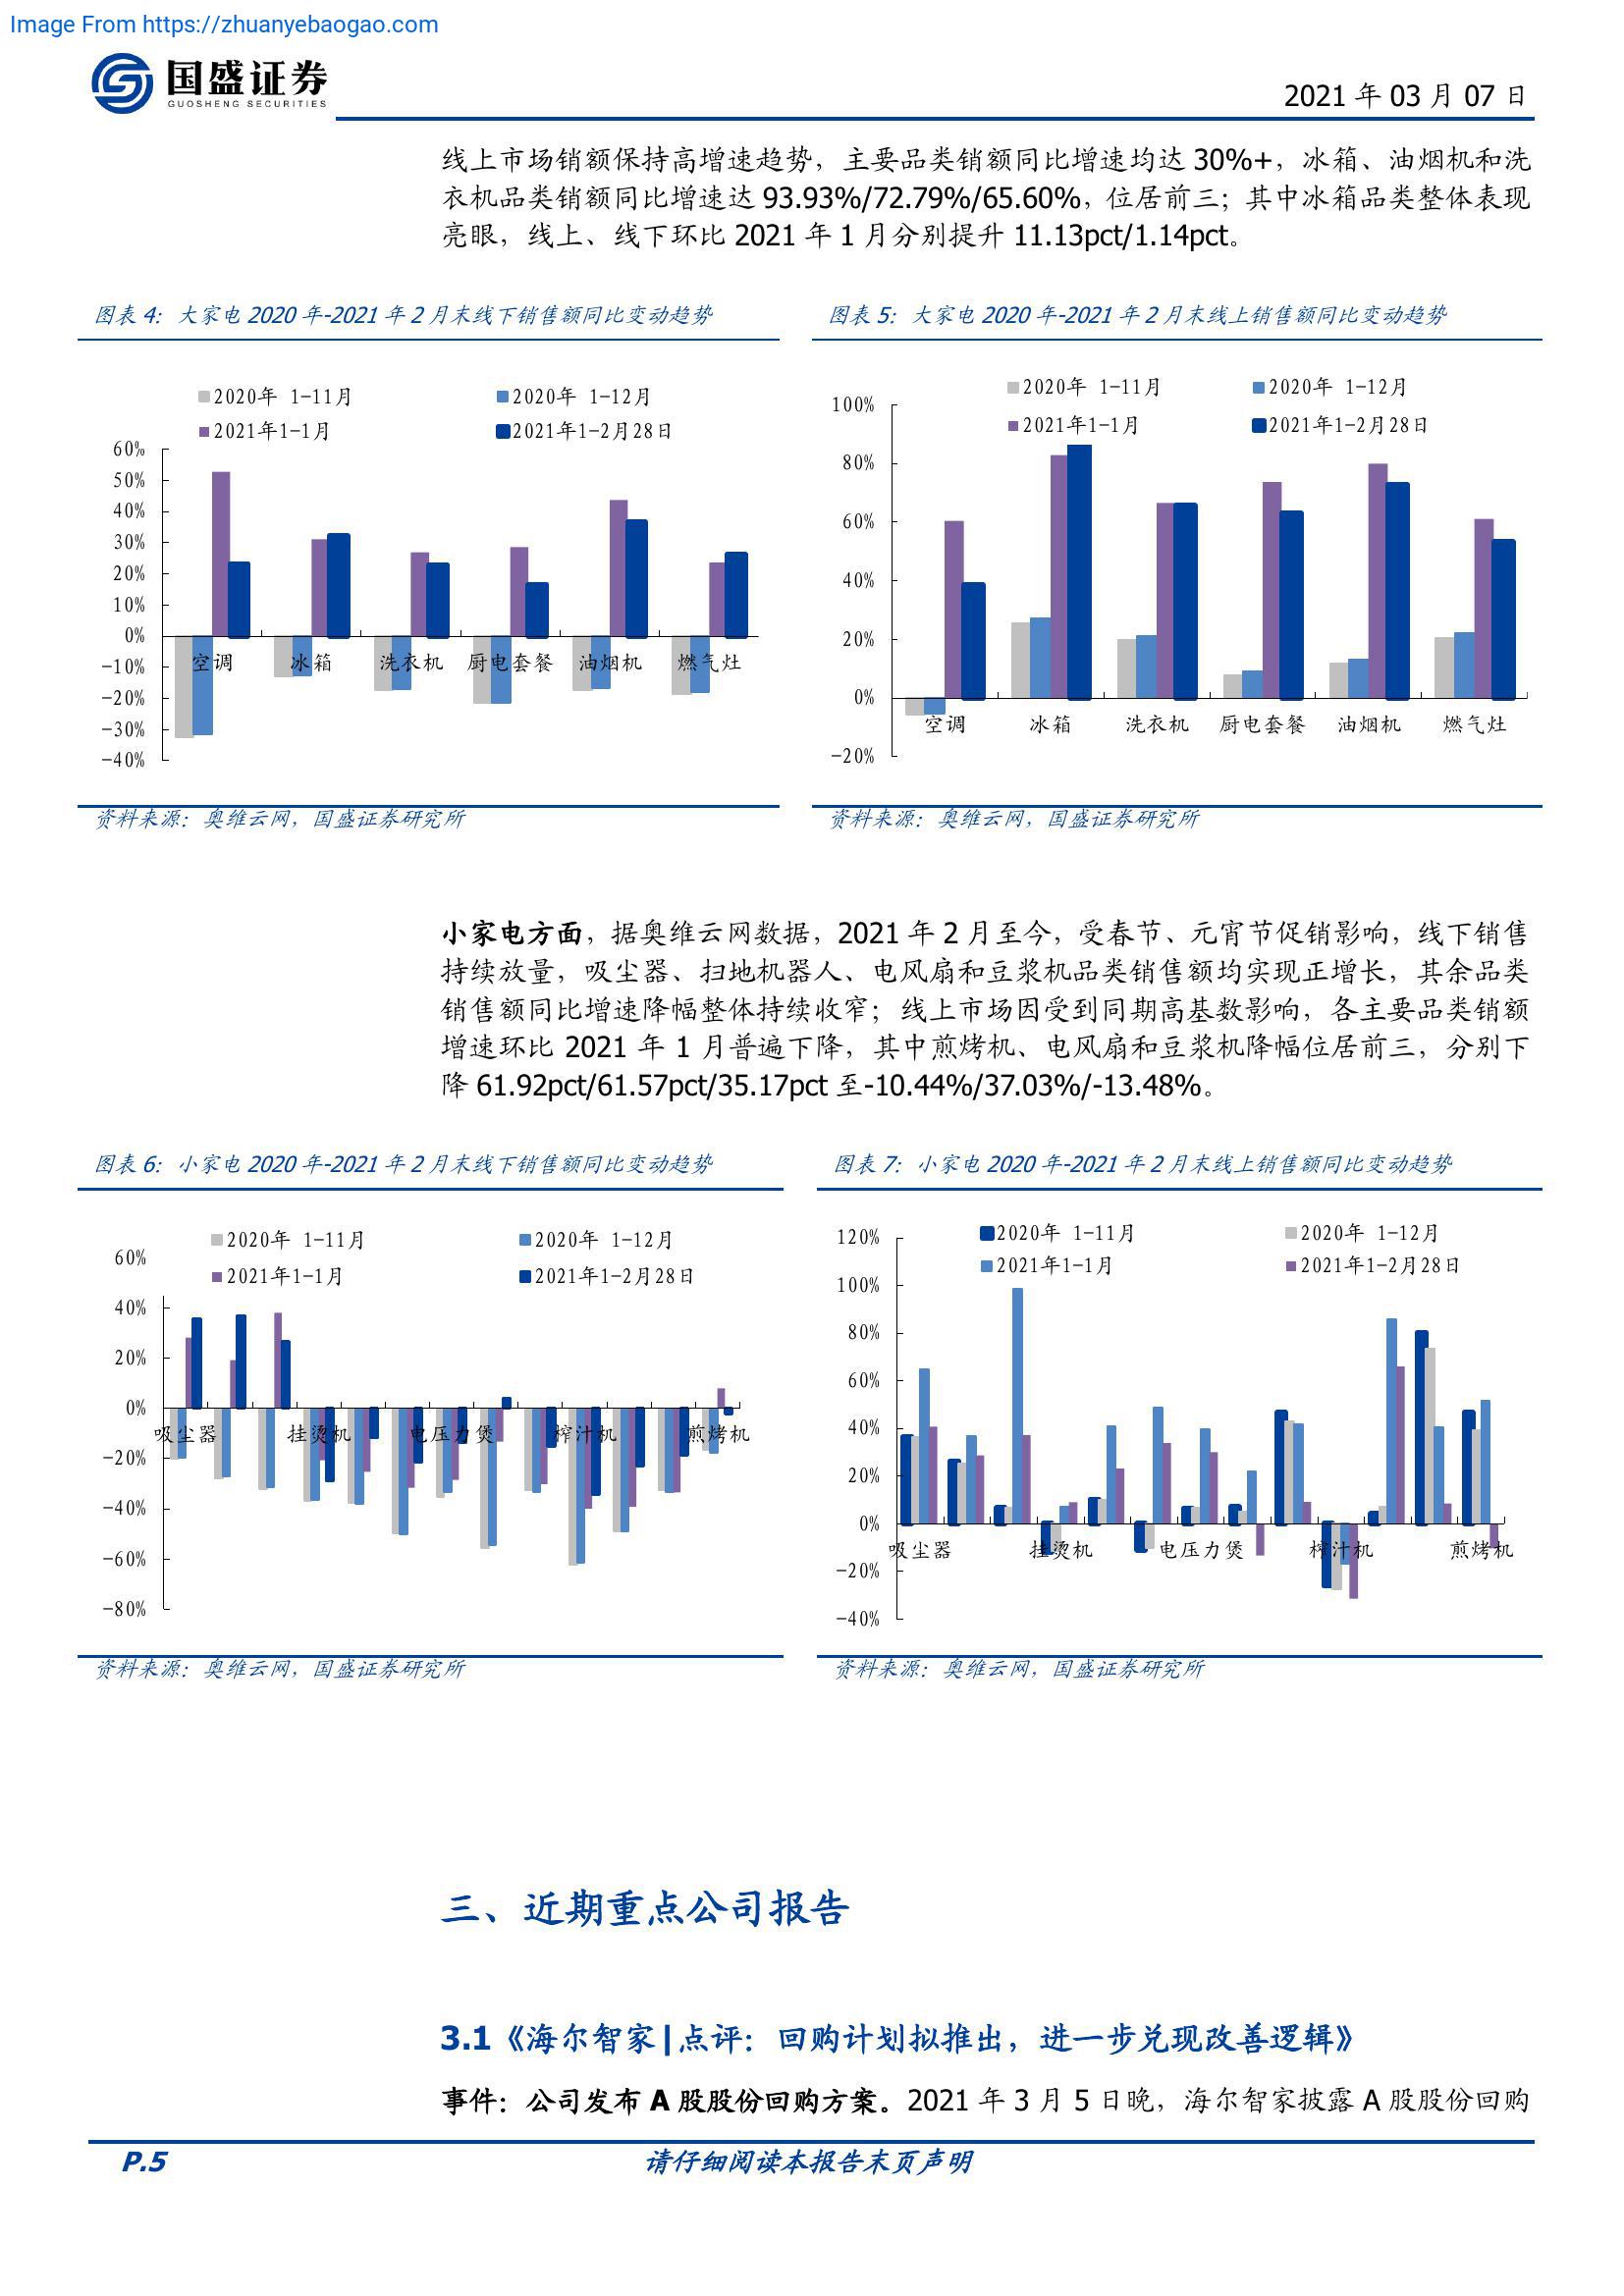 Image From https://zhuanyebaogao.com
国盛证券
GUOSHENG SECURITIES
2021 年 03 月 07 日
线上市场销额保持高增速趋势，主要品类销额同比增速均达 30%+，冰箱、油烟机和洗
衣机品类销额同比增速达 93.93%/72.79%/65.60%，位居前三；其中冰箱品类整体表现
亮眼，线上、线下环比 2021 年 1 月分别提升 11.13pct/1.14pct。
图表 4：大家电 2020 年-2021 年 2 月末线下销售额同比变动趋势
2020年 1-11月
2020年 1-12月
2021年1-1月
2021年1-2月28日
60%
50%
40%
30%
20%
10%
0%
-10%
-20%
-30%
-40%
空调 冰箱 洗衣机 厨电套餐 油烟机 燃气灶
资料来源：奥维云网，国盛证券研究所
图表 5：大家电 2020 年-2021 年 2 月末线上销售额同比变动趋势
2020年 1-11月
2020年 1-12月
2021年1-1月
2021年1-2月28日
100%
80%
60%
40%
20%
0%
-20%
空调 冰箱 洗衣机 厨电套餐 油烟机 燃气灶
资料来源：奥维云网，国盛证券研究所
小家电方面，据奥维云网数据，2021 年 2 月至今，受春节、元宵节促销影响，线下销售
持续放量，吸尘器、扫地机器人、电风扇和豆浆机品类销售额均实现正增长，其余品类
销售额同比增速降幅整体持续收窄；线上市场因受到同期高基数影响，各主要品类销额
增速环比 2021 年 1 月普遍下降，其中煎烤机、电风扇和豆浆机降幅位居前三，分别下
降 61.92pct/61.57pct/35.17pct 至-10.44%/37.03%/-13.48%。
图表 6：小家电 2020 年-2021 年 2 月末线下销售额同比变动趋势
2020年 1-11月
2020年 1-12月
2021年1-1月
2021年1-2月28日
60%
40%
20%
0%
-20%
-40%
-60%
-80%
吸尘器 挂烫机 电压力煲 榨汁机 煎烤机
资料来源：奥维云网，国盛证券研究所
图表 7：小家电 2020 年-2021 年 2 月末线上销售额同比变动趋势
2020年 1-11月
2020年 1-12月
2021年1-1月
2021年1-2月28日
120%
100%
80%
60%
40%
20%
0%
-20%
-40%
吸尘器 挂烫机 电压力煲 榨汁机 煎烤机
资料来源：奥维云网，国盛证券研究所
三、近期重点公司报告
3.1《海尔智家|点评：回购计划拟推出，进一步兑现改善逻辑》
事件：公司发布 A 股股份回购方案。2021 年 3 月 5 日晚，海尔智家披露 A 股股份回购
P.5
请仔细阅读本报告末页声明